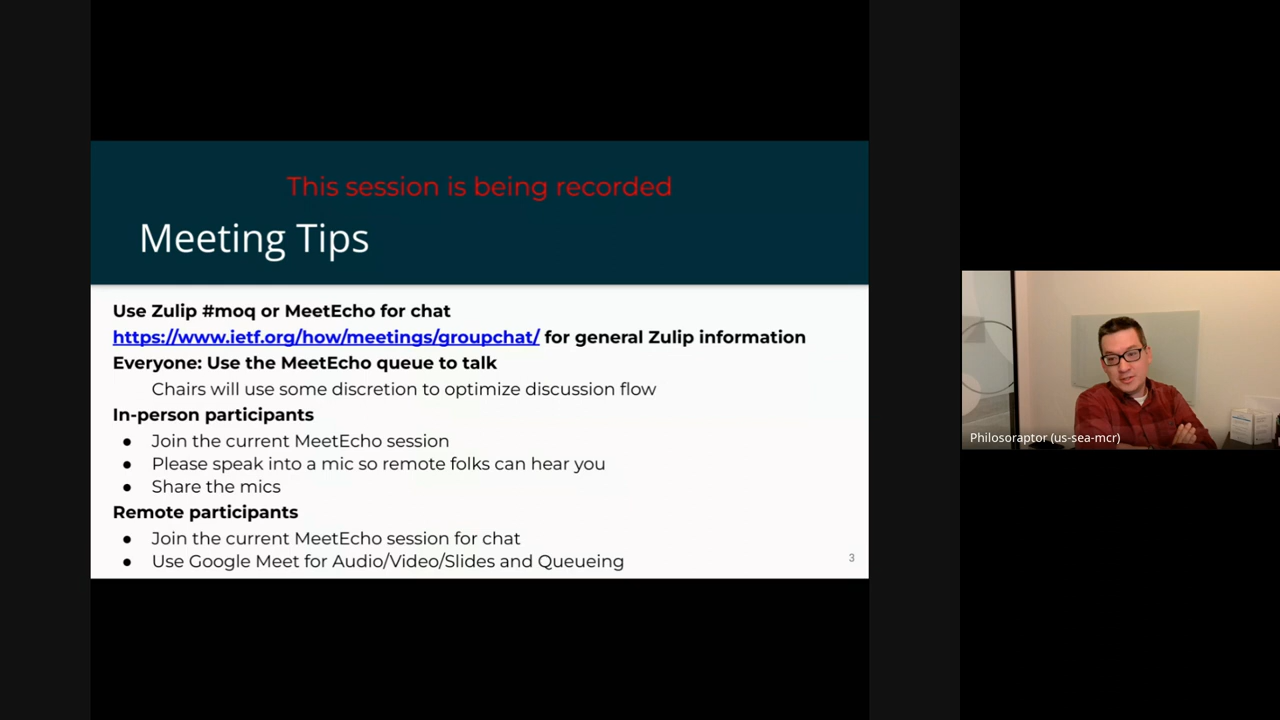 This session is being recorded
Meeting Tips
Use Zulip #moq or MeetEcho for chat
https://www.ietf.org/how/meetings/groupchat/ for general Zulip information
Everyone: Use the MeetEcho queue to talk
Chairs will use some discretion to optimize discussion flow
In-person participants
● Join the current MeetEcho session
● Please speak into a mic so remote folks can hear you
● Share the mics
Remote participants
● Join the current MeetEcho session for chat
● Use Google Meet for Audio/Video/Slides and Queueing
3
Philosoraptor (us-sea-mcr)